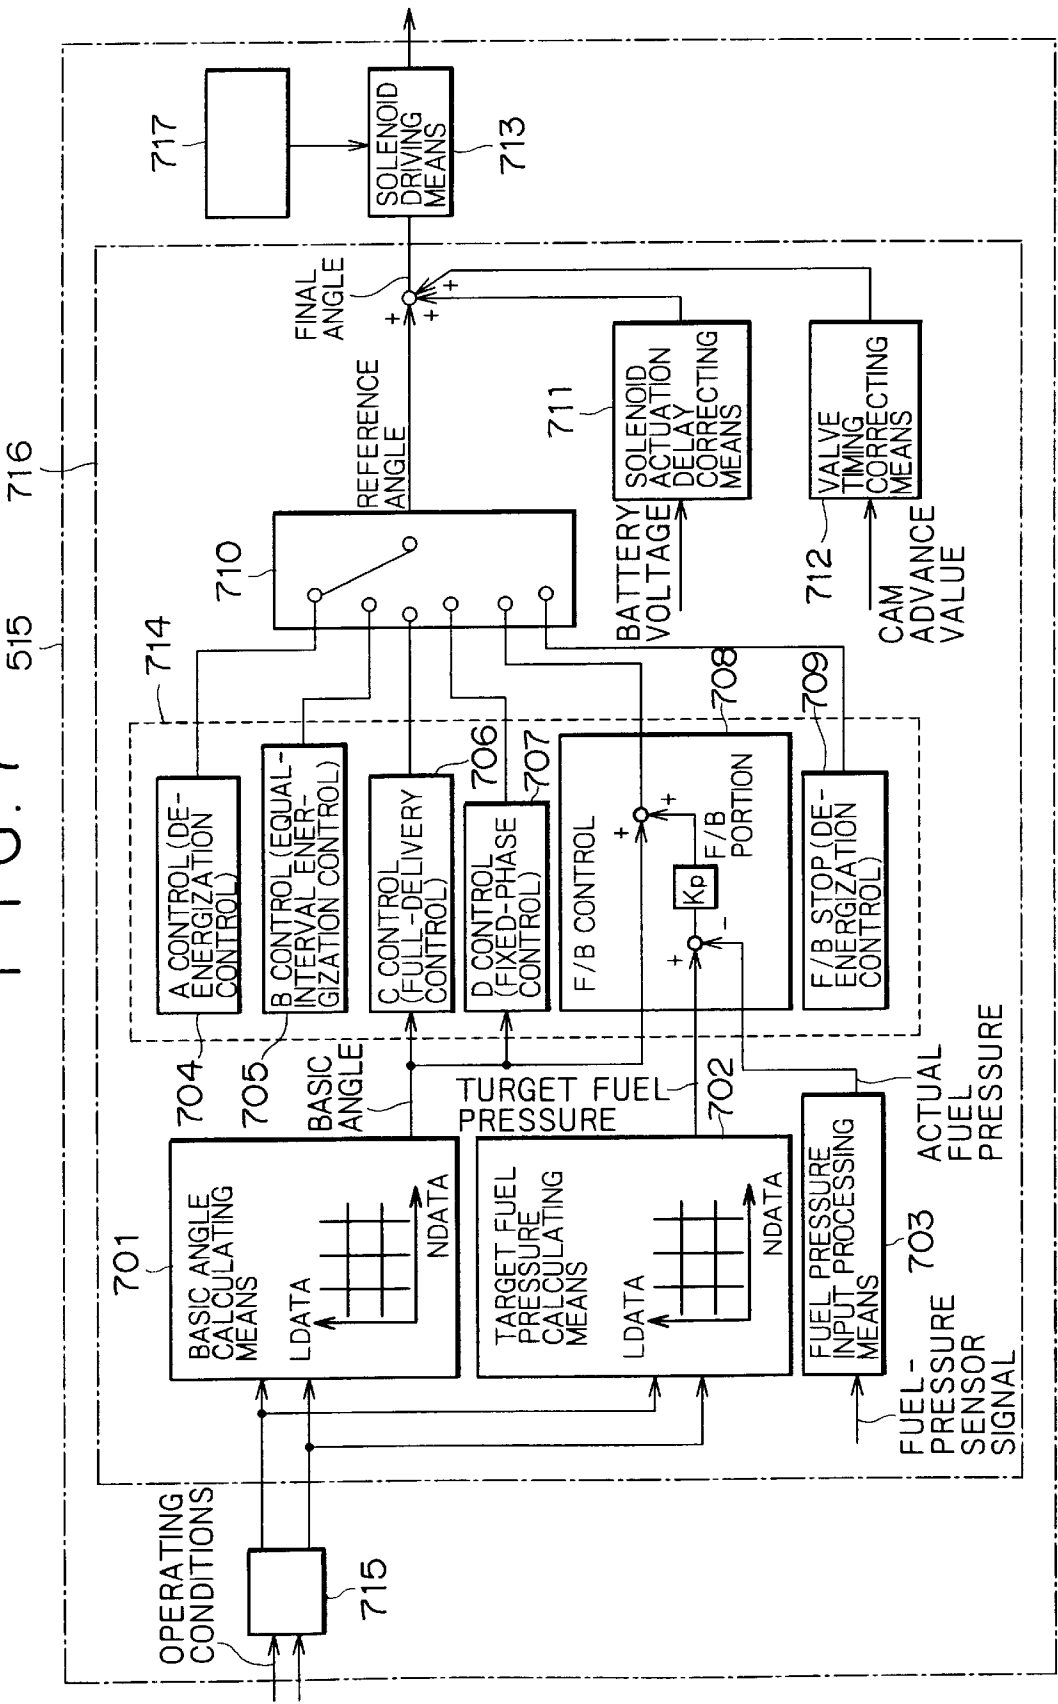 FIG. 7
515
716
OPERATING
CONDITIONS
715
701
BASIC ANGLE
CALCULATING
MEANS
LDATA
NDATA
TARGET FUEL
PRESSURE
CALCULATING
MEANS
LDATA
NDATA
702
FUEL PRESSURE
INPUT PROCESSING
MEANS
703
FUEL-
PRESSURE
SENSOR
SIGNAL
BASIC
ANGLE
TURGET FUEL
PRESSURE
ACTUAL
FUEL
PRESSURE
714
704
A CONTROL (DE-
ENERGIZATION
CONTROL)
705
B CONTROL (EQUAL-
INTERVAL ENER-
GIZATION CONTROL)
C CONTROL
(FULL-DELIVERY
CONTROL)
706
D CONTROL
(FIXED-PHASE
CONTROL)
707
F/B CONTROL
+
-
Kp
F/B
PORTION
+
+
708
F/B STOP (DE-
ENERGIZATION
CONTROL)
709
710
REFERENCE
ANGLE
FINAL
ANGLE
+
+
+
BATTERY
VOLTAGE
711
SOLENOID
ACTUATION
DELAY
CORRECTING
MEANS
CAM
ADVANCE
VALUE
712
VALVE
TIMING
CORRECTING
MEANS
717
SOLENOID
DRIVING
MEANS
713